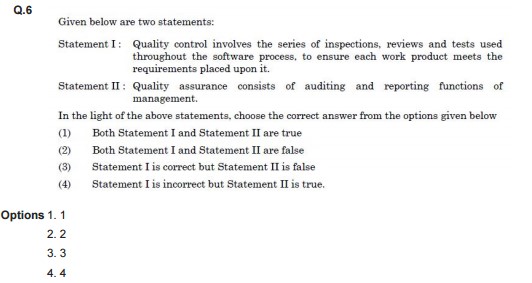 Q.6
Given below are two statements:
Statement I : Quality control involves the series of inspections, reviews and tests used
throughout the software process, to ensure each work product meets the
requirements placed upon it.
Statement II : Quality assurance consists of auditing and reporting functions of
management.
In the light of the above statements, choose the correct answer from the options given below
(1) Both Statement I and Statement II are true
(2) Both Statement I and Statement II are false
(3) Statement I is correct but Statement II is false
(4) Statement I is incorrect but Statement II is true.
Options 1. 1
2. 2
3. 3
4. 4